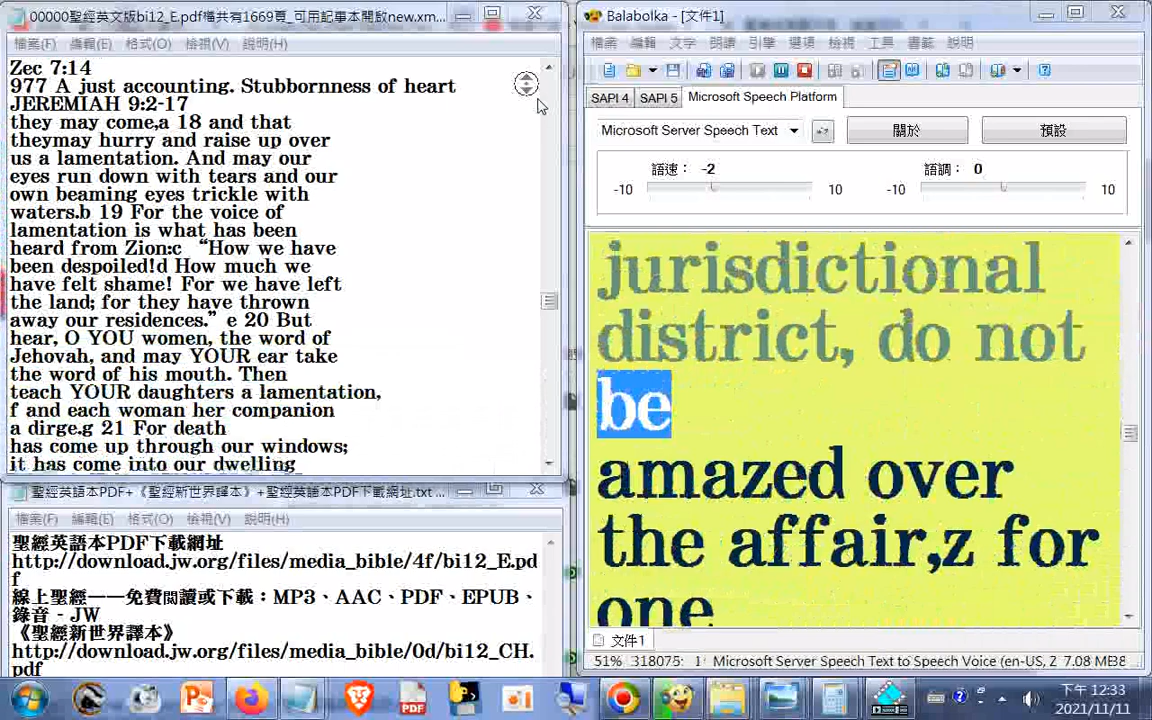 00000聖經英文版bi12_E.pdf檔共有1669頁_可用記事本開啟new.xm...
檔案(F) 編輯(E) 格式(O) 檢視(V) 說明(H)
Zec 7:14
977 A just accounting. Stubbornness of heart
JEREMIAH 9:2-17
they may come,a 18 and that
theymay hurry and raise up over
us a lamentation. And may our
eyes run down with tears and our
own beaming eyes trickle with
waters.b 19 For the voice of
lamentation is what has been
heard from Zion:c “How we have
been despoiled!d How much we
have felt shame! For we have left
the land; for they have thrown
away our residences.” e 20 But
hear, O YOU women, the word of
Jehovah, and may YOUR ear take
the word of his mouth. Then
teach YOUR daughters a lamentation,
f and each woman her companion
a dirge.g 21 For death
has come up through our windows;
it has come into our dwelling
聖經英語本PDF+《聖經新世界譯本》+聖經英語本PDF下載網址.txt ...
檔案(F) 編輯(E) 格式(O) 檢視(V) 說明(H)
聖經英語本PDF下載網址
http://download.jw.org/files/media_bible/4f/bi12_E.pd
f
線上聖經——免費閱讀或下載：MP3、AAC、PDF、EPUB、
錄音 - JW
《聖經新世界譯本》
http://download.jw.org/files/media_bible/0d/bi12_CH.
pdf
Balabolka - [文件1]
檔案 編輯 文字 朗讀 引擎 選項 檢視 工具 書籤 說明
SAPI 4 SAPI 5 Microsoft Speech Platform
Microsoft Server Speech Text 關於 預設
語速： -2 語調： 0
-10 10 -10 10
jurisdictional
district, do not
be
amazed over
the affair,z for
one
文件1
51% 318075: 1 Microsoft Server Speech Text to Speech Voice (en-US, Z 7.08 MB
下午 12:33
2021/11/11